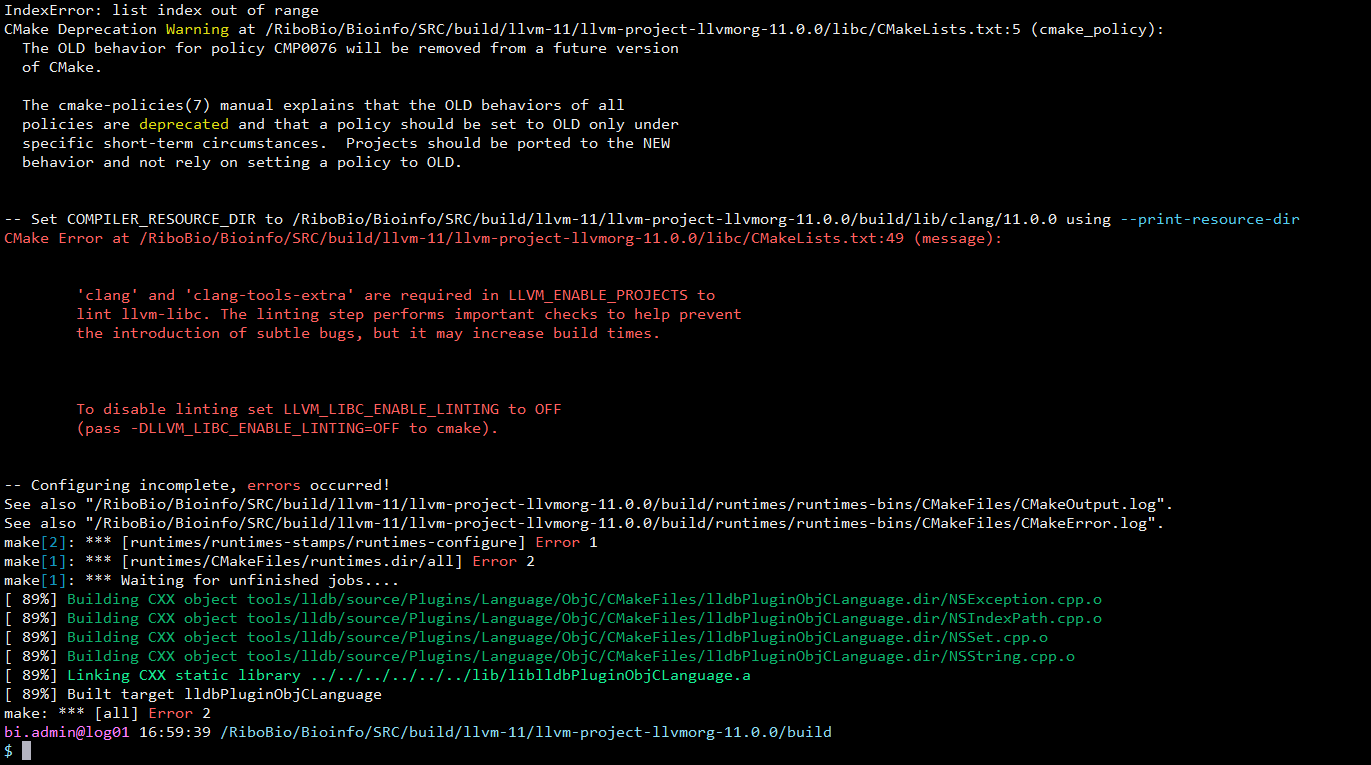 IndexError: list index out of range
CMake Deprecation Warning at /RiboBio/Bioinfo/SRC/build/llvm-11/llvm-project-llvmorg-11.0.0/libc/CMakeLists.txt:5 (cmake_policy):
  The OLD behavior for policy CMP0076 will be removed from a future version
  of CMake.

  The cmake-policies(7) manual explains that the OLD behaviors of all
  policies are deprecated and that a policy should be set to OLD only under
  specific short-term circumstances.  Projects should be ported to the NEW
  behavior and not rely on setting a policy to OLD.

-- Set COMPILER_RESOURCE_DIR to /RiboBio/Bioinfo/SRC/build/llvm-11/llvm-project-llvmorg-11.0.0/build/lib/clang/11.0.0 using --print-resource-dir
CMake Error at /RiboBio/Bioinfo/SRC/build/llvm-11/llvm-project-llvmorg-11.0.0/libc/CMakeLists.txt:49 (message):

        'clang' and 'clang-tools-extra' are required in LLVM_ENABLE_PROJECTS to
        lint llvm-libc. The linting step performs important checks to help prevent
        the introduction of subtle bugs, but it may increase build times.

        To disable linting set LLVM_LIBC_ENABLE_LINTING to OFF
        (pass -DLLVM_LIBC_ENABLE_LINTING=OFF to cmake).

-- Configuring incomplete, errors occurred!
See also "/RiboBio/Bioinfo/SRC/build/llvm-11/llvm-project-llvmorg-11.0.0/build/runtimes/runtimes-bins/CMakeFiles/CMakeOutput.log".
See also "/RiboBio/Bioinfo/SRC/build/llvm-11/llvm-project-llvmorg-11.0.0/build/runtimes/runtimes-bins/CMakeFiles/CMakeError.log".
make[2]: *** [runtimes/runtimes-stamps/runtimes-configure] Error 1
make[1]: *** [runtimes/CMakeFiles/runtimes.dir/all] Error 2
make[1]: *** Waiting for unfinished jobs....
[ 89%] Building CXX object tools/lldb/source/Plugins/Language/ObjC/CMakeFiles/lldbPluginObjCLanguage.dir/NSException.cpp.o
[ 89%] Building CXX object tools/lldb/source/Plugins/Language/ObjC/CMakeFiles/lldbPluginObjCLanguage.dir/NSIndexPath.cpp.o
[ 89%] Building CXX object tools/lldb/source/Plugins/Language/ObjC/CMakeFiles/lldbPluginObjCLanguage.dir/NSSet.cpp.o
[ 89%] Building CXX object tools/lldb/source/Plugins/Language/ObjC/CMakeFiles/lldbPluginObjCLanguage.dir/NSString.cpp.o
[ 89%] Linking CXX static library ../../../../../../lib/liblldbPluginObjCLanguage.a
[ 89%] Built target lldbPluginObjCLanguage
make: *** [all] Error 2
bi.admin@log01 16:59:39 /RiboBio/Bioinfo/SRC/build/llvm-11/llvm-project-llvmorg-11.0.0/build
$